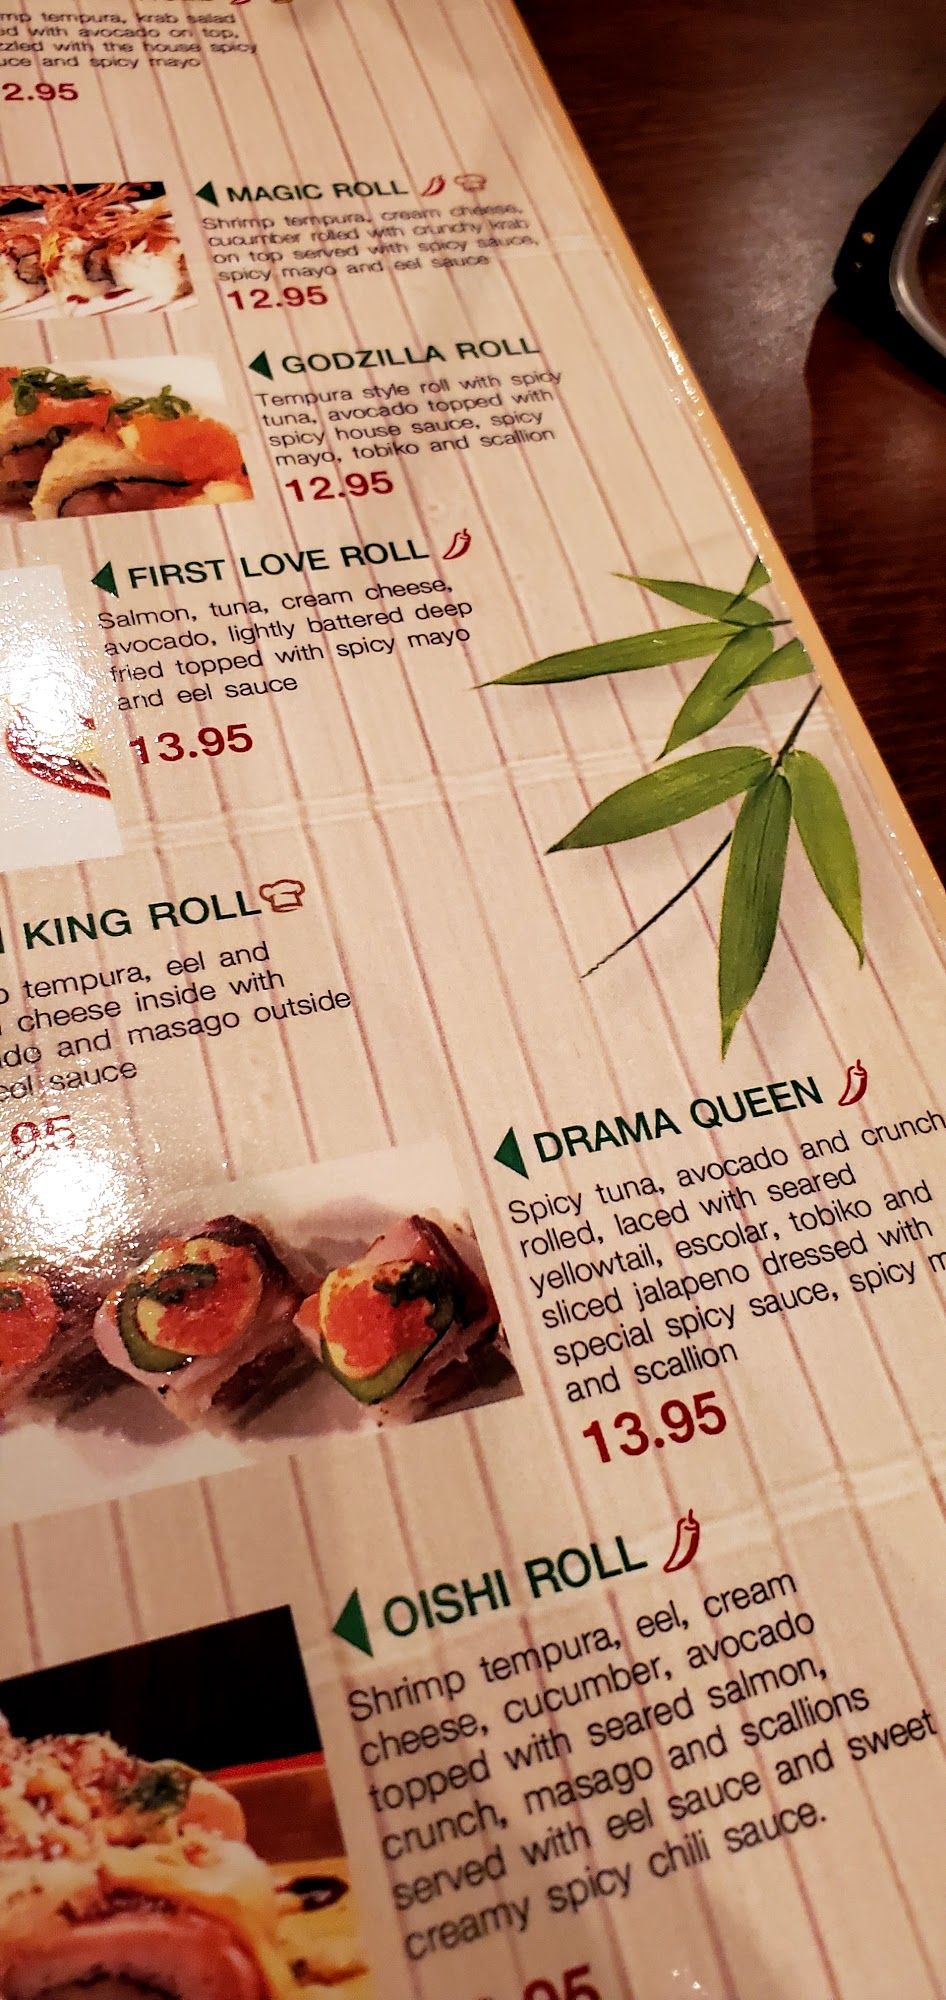 tempura, krab salad
with avocado on top,
with the house spicy
and spicy mayo
2.95
MAGIC ROLL
Shrimp tempura, cream cheese,
cucumber rolled with crunchy krab
on top served with spicy sauce,
spicy mayo and eel sauce
12.95
GODZILLA ROLL
Tempura style roll with spicy
tuna, avocado topped with
spicy house sauce, spicy
mayo, tobiko and scallion
12.95
FIRST LOVE ROLL
Salmon, tuna, cream cheese,
avocado, lightly battered deep
fried topped with spicy mayo
and eel sauce
13.95
KING ROLL
tempura, eel and
cheese inside with
and masago outside
sauce
95
DRAMA QUEEN
Spicy tuna, avocado and crunch
rolled, laced with seared
yellowtail, escolar, tobiko and
sliced jalapeno dressed with
special spicy sauce, spicy
and scallion
13.95
OISHI ROLL
Shrimp tempura, eel, cream
cheese, cucumber, avocado
topped with seared salmon,
crunch, masago and scallions
served with eel sauce and sweet
creamy spicy chili sauce.
95